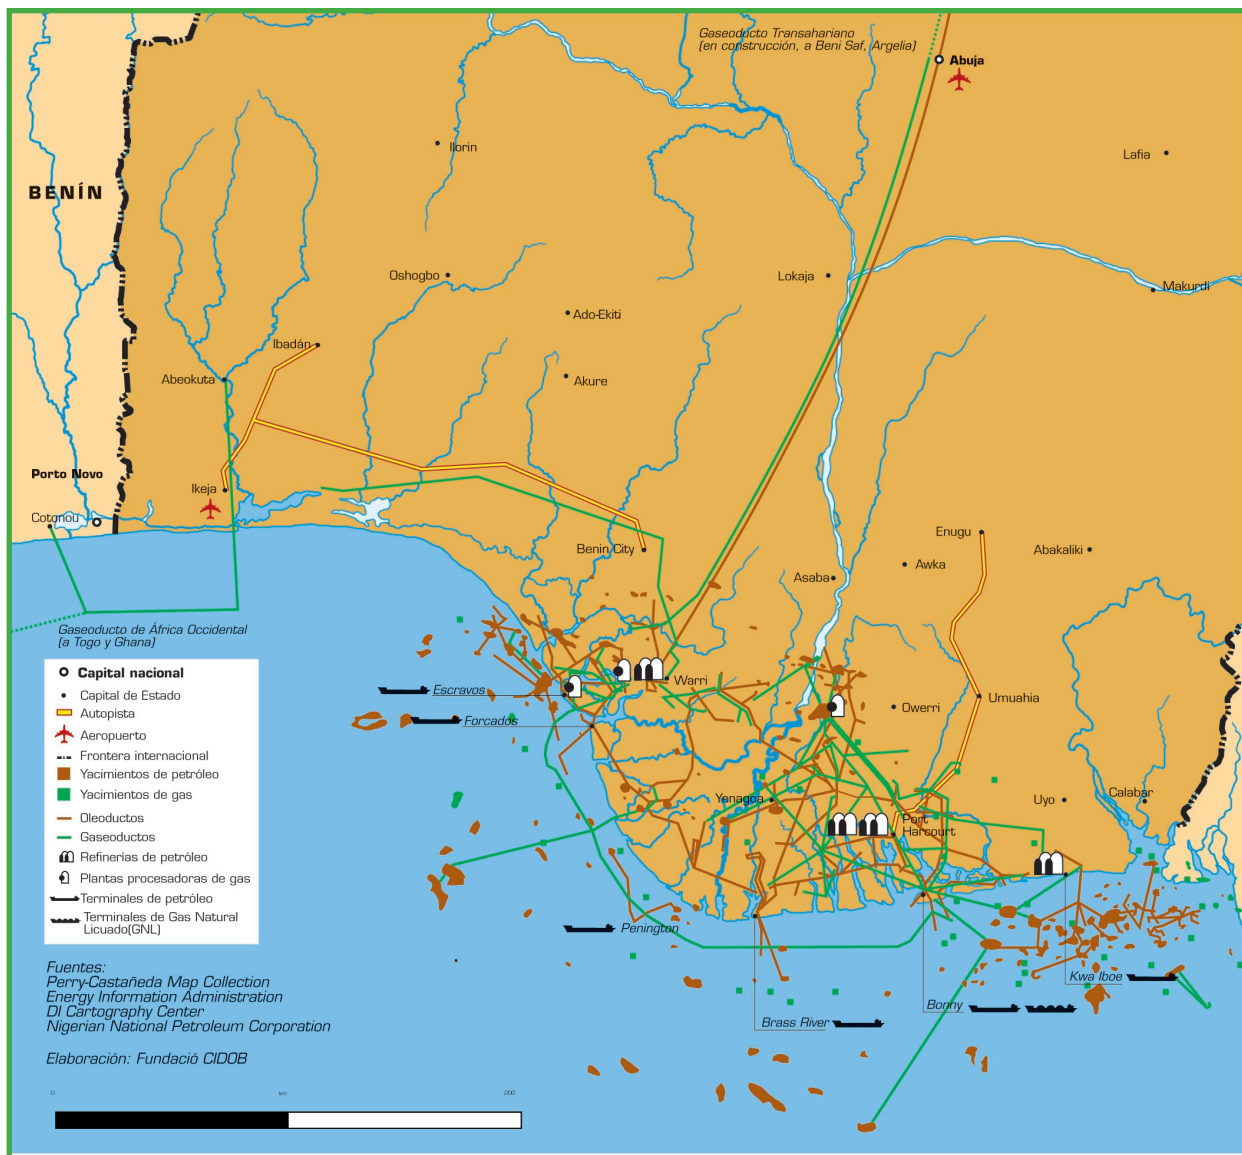 Gaseoducto Transahariano
(en construcción, a Beni Saf, Argelia)
Abuja
Ilorin
Lafia
BENÍN
Oshogbo
Lokaja
Makurdi
Ado-Ekiti
Ibadán
Abeokuta
Akure
Porto Novo
Ikeja
Cotonou
Benin City
Enugu
Abakaliki
Awka
Asaba
Gaseoducto de África Occidental
(a Togo y Ghana)
Capital nacional
Capital de Estado
Autopista
Aeropuerto
Frontera internacional
Yacimientos de petróleo
Yacimientos de gas
Oleoductos
Gaseoductos
Refinerías de petróleo
Plantas procesadoras de gas
Terminales de petróleo
Terminales de Gas Natural
Licuado(GNL)
Escravos
Warri
Forcados
Owerri
Umuahia
Yenagoa
Uyo
Calabar
Port
Harcourt
Penington
Kwa Iboe
Bonny
Brass River
Fuentes:
Perry-Castañeda Map Collection
Energy Information Administration
DI Cartography Center
Nigerian National Petroleum Corporation
Elaboración: Fundació CIDOB
0 km 200